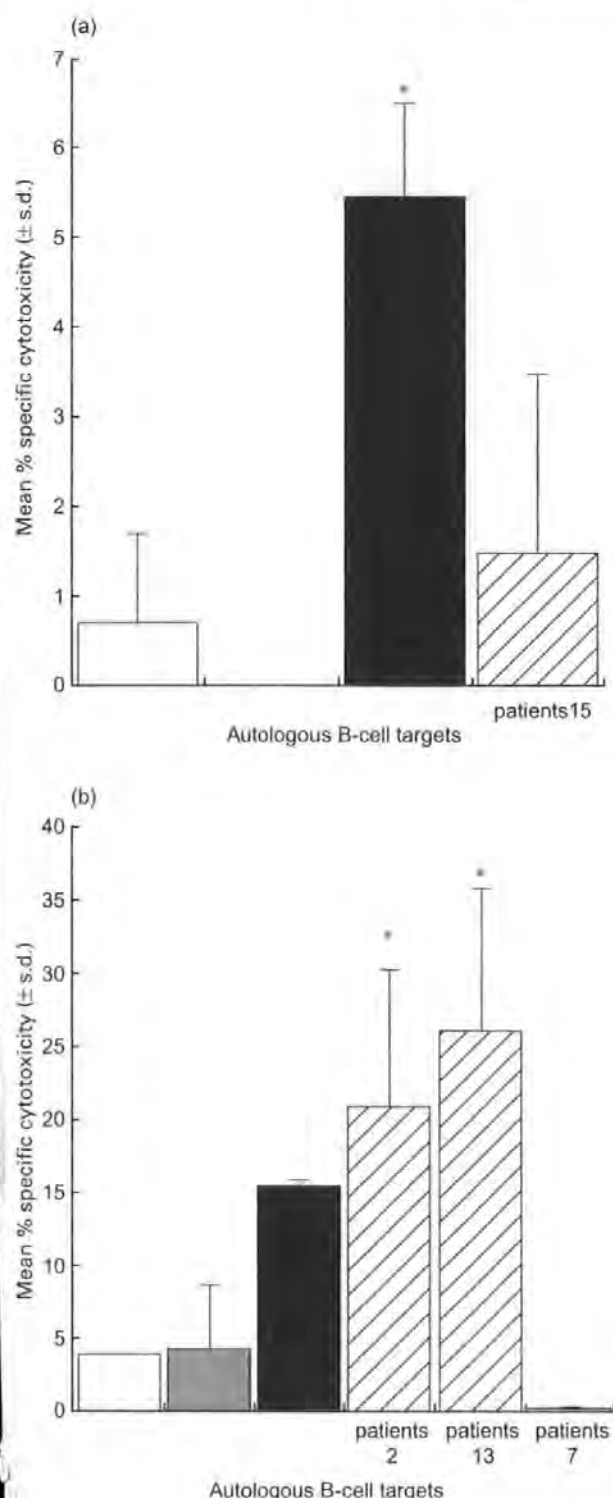 (a)
7
6
5
4
3
2
1
0
Mean % specific cytotoxicity (± s.d.)
*
patients15
Autologous B-cell targets
(b)
40
35
30
25
20
15
10
5
0
Mean % specific cytotoxicity (± s.d.)
*
*
patients patients patients
2 13 7
Autologous B-cell targets